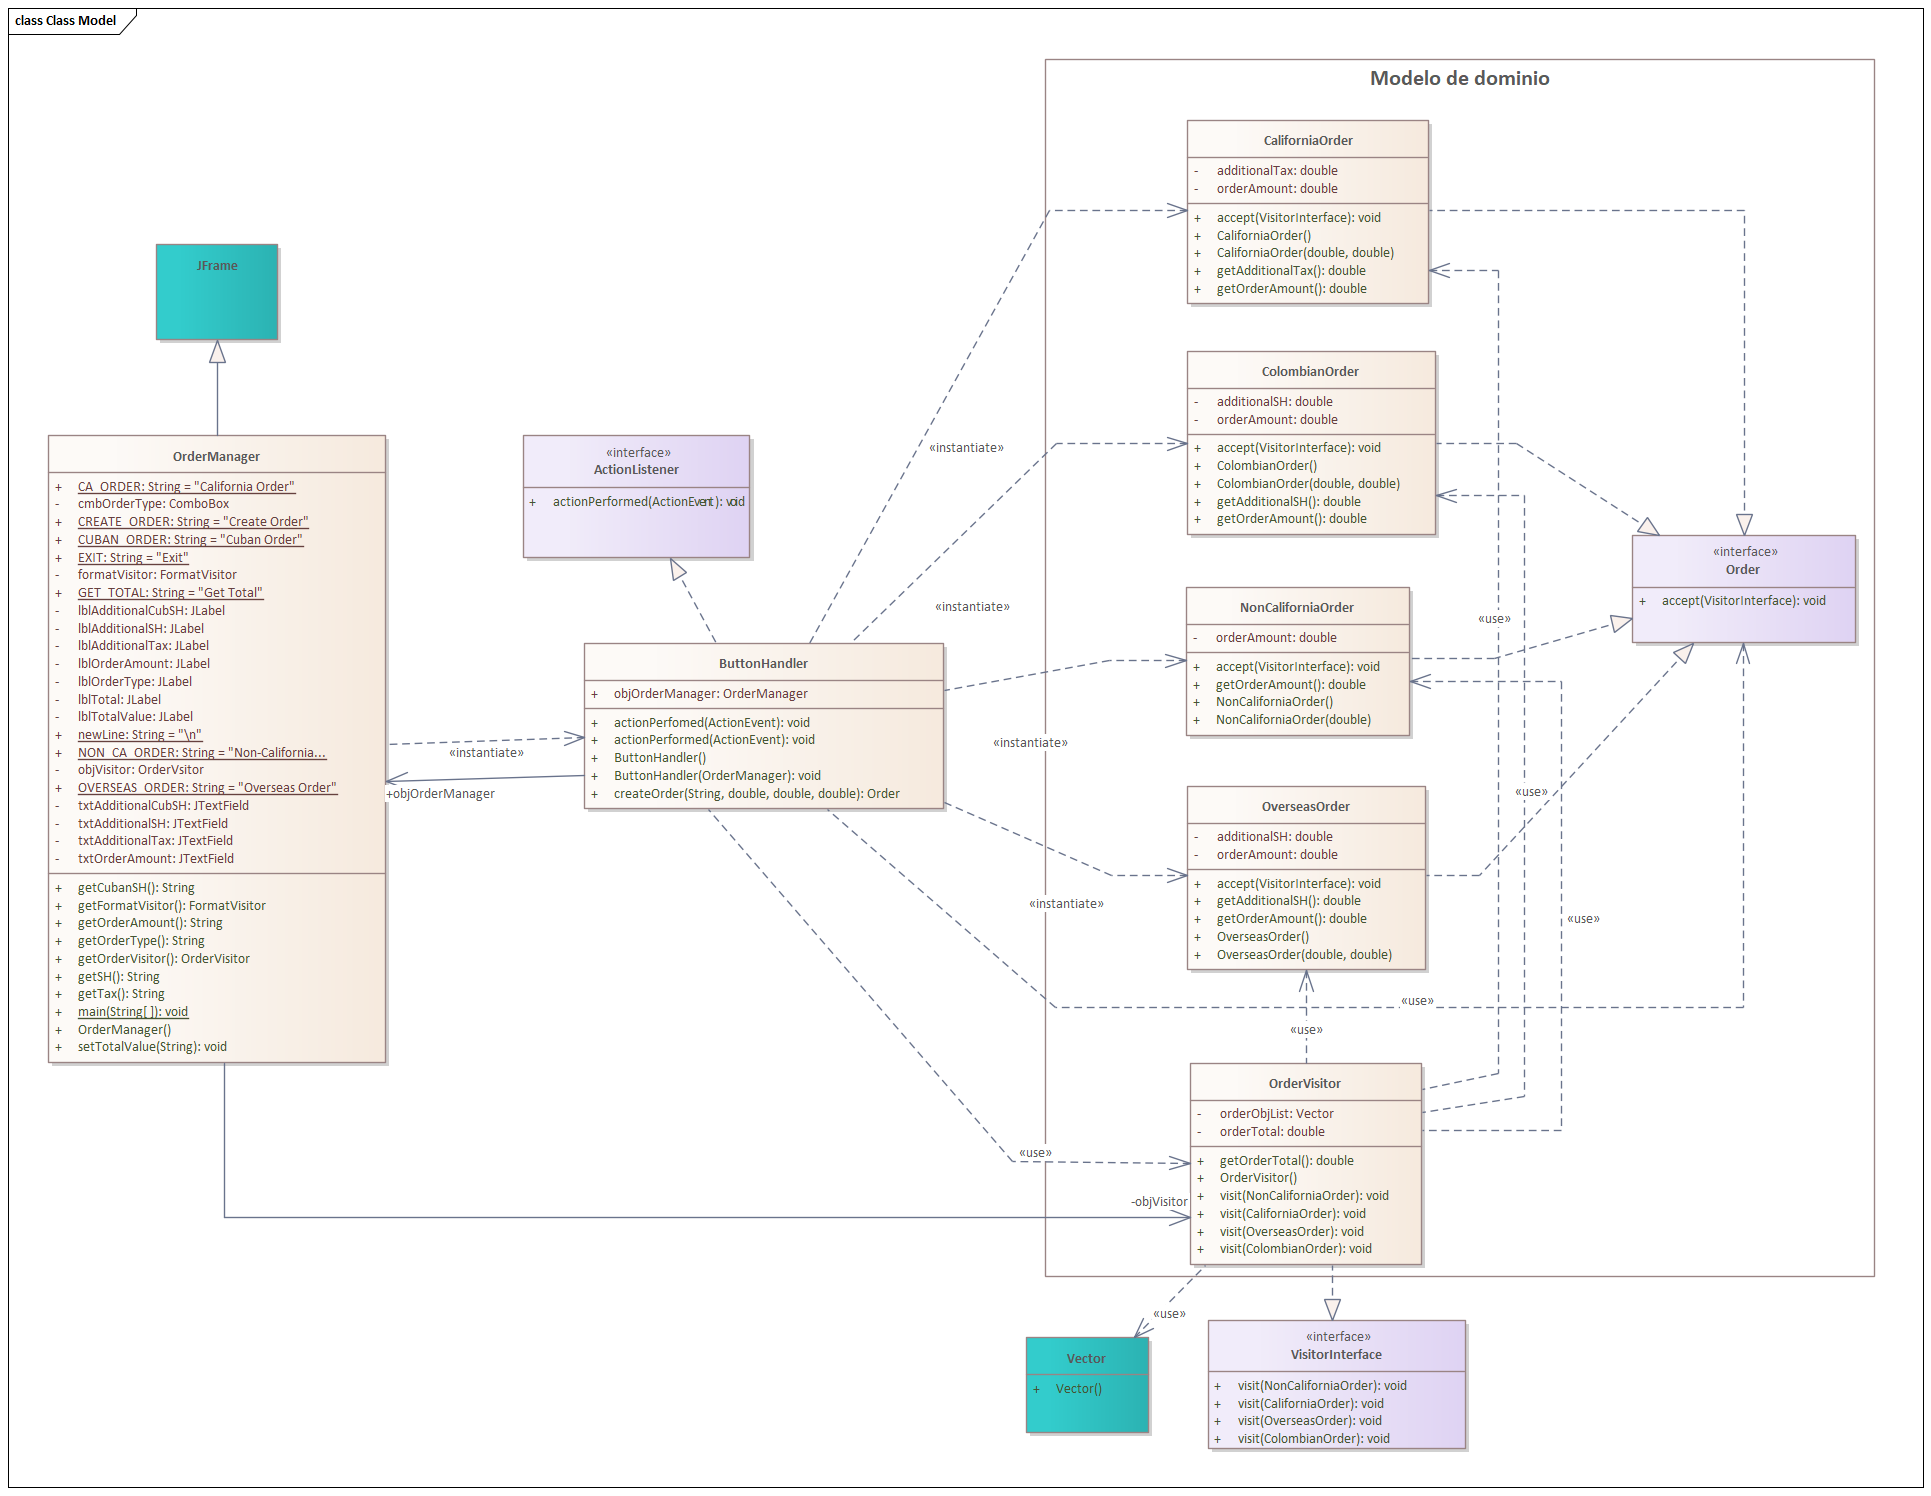 class Class Model
Modelo de dominio
CaliforniaOrder
- additionalTax: double
- orderAmount: double
+ accept(VisitorInterface): void
+ CaliforniaOrder()
+ CaliforniaOrder(double, double)
+ getAdditionalTax(): double
+ getOrderAmount(): double
JFrame
ColombianOrder
- additionalSH: double
- orderAmount: double
+ accept(VisitorInterface): void
+ ColombianOrder()
+ ColombianOrder(double, double)
+ getAdditionalSH(): double
+ getOrderAmount(): double
OrderManager
+ CA_ORDER: String = "California Order"
- cmbOrderType: ComboBox
+ CREATE_ORDER: String = "Create Order"
+ CUBAN_ORDER: String = "Cuban Order"
+ EXIT: String = "Exit"
- formatVisitor: FormatVisitor
+ GET_TOTAL: String = "Get Total"
- lblAdditionalCubSH: JLabel
- lblAdditionalSH: JLabel
- lblAdditionalTax: JLabel
- lblOrderAmount: JLabel
- lblOrderType: JLabel
- lblTotal: JLabel
- lblTotalValue: JLabel
+ newLine: String = "\n"
+ NON_CA_ORDER: String = "Non-California...
- objVisitor: OrderVsitor
+ OVERSEAS_ORDER: String = "Overseas Order"
- txtAdditionalCubSH: JTextField
- txtAdditionalSH: JTextField
- txtAdditionalTax: JTextField
- txtOrderAmount: JTextField
+ getCubanSH(): String
+ getFormatVisitor(): FormatVisitor
+ getOrderAmount(): String
+ getOrderType(): String
+ getOrderVisitor(): OrderVisitor
+ getSH(): String
+ getTax(): String
+ main(String[]): void
+ OrderManager()
+ setTotalValue(String): void
«interface»
ActionListener
+ actionPerformed(ActionEvent): void
«instantiate»
«instantiate»
«instantiate»
«instantiate»
«instantiate»
+objOrderManager
ButtonHandler
+ objOrderManager: OrderManager
+ actionPerfomed(ActionEvent): void
+ actionPerformed(ActionEvent): void
+ ButtonHandler()
+ ButtonHandler(OrderManager): void
+ createOrder(String, double, double, double): Order
«interface»
Order
+ accept(VisitorInterface): void
NonCaliforniaOrder
- orderAmount: double
+ accept(VisitorInterface): void
+ getOrderAmount(): double
+ NonCaliforniaOrder()
+ NonCaliforniaOrder(double)
«use»
«use»
«use»
OverseasOrder
- additionalSH: double
- orderAmount: double
+ accept(VisitorInterface): void
+ getAdditionalSH(): double
+ getOrderAmount(): double
+ OverseasOrder()
+ OverseasOrder(double, double)
«use»
«use»
«use»
-objVisitor
OrderVisitor
- orderObjList: Vector
- orderTotal: double
+ getOrderTotal(): double
+ OrderVisitor()
+ visit(NonCaliforniaOrder): void
+ visit(CaliforniaOrder): void
+ visit(OverseasOrder): void
+ visit(ColombianOrder): void
«use»
Vector
+ Vector()
«interface»
VisitorInterface
+ visit(NonCaliforniaOrder): void
+ visit(CaliforniaOrder): void
+ visit(OverseasOrder): void
+ visit(ColombianOrder): void